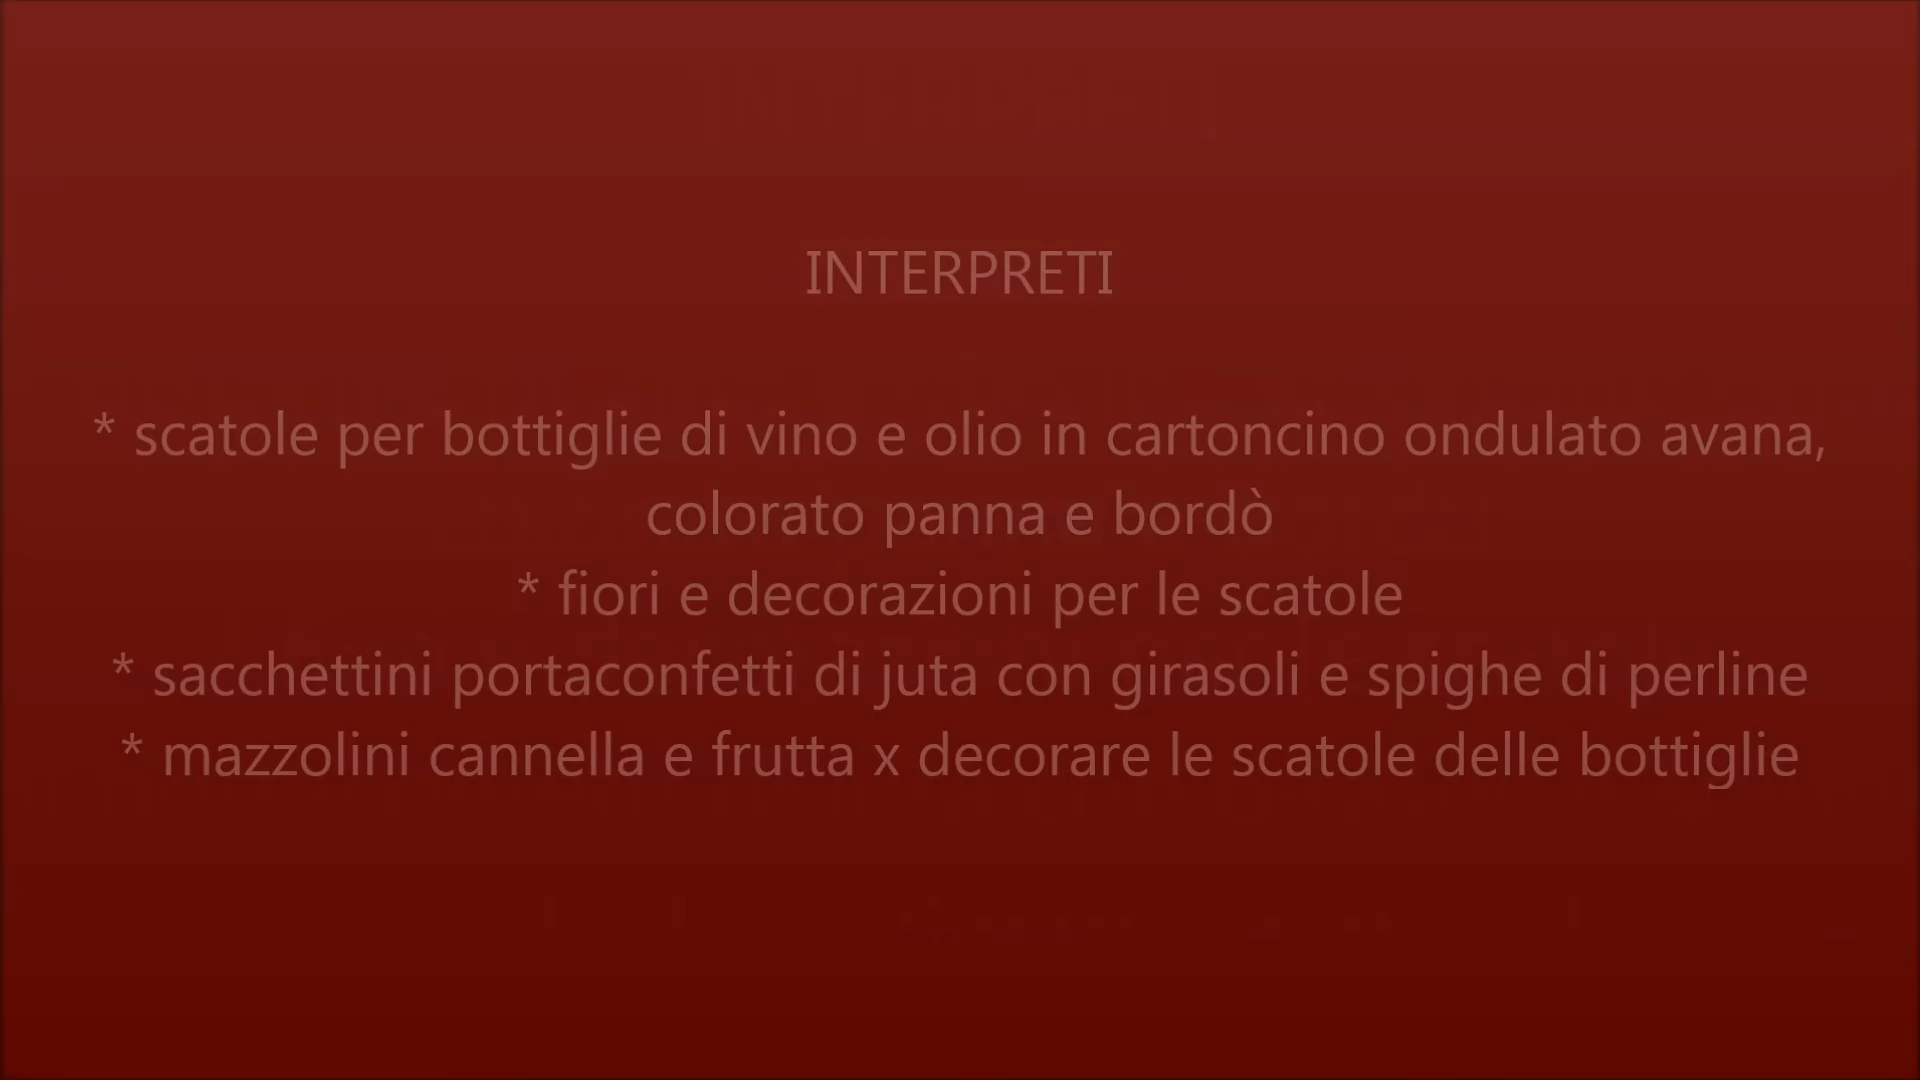 INTERPRETI
* scatole per bottiglie di vino e olio in cartoncino ondulato avana,
colorato panna e bordò
* fiori e decorazioni per le scatole
* sacchettini portaconfetti di juta con girasoli e spighe di perline
* mazzolini cannella e frutta x decorare le scatole delle bottiglie